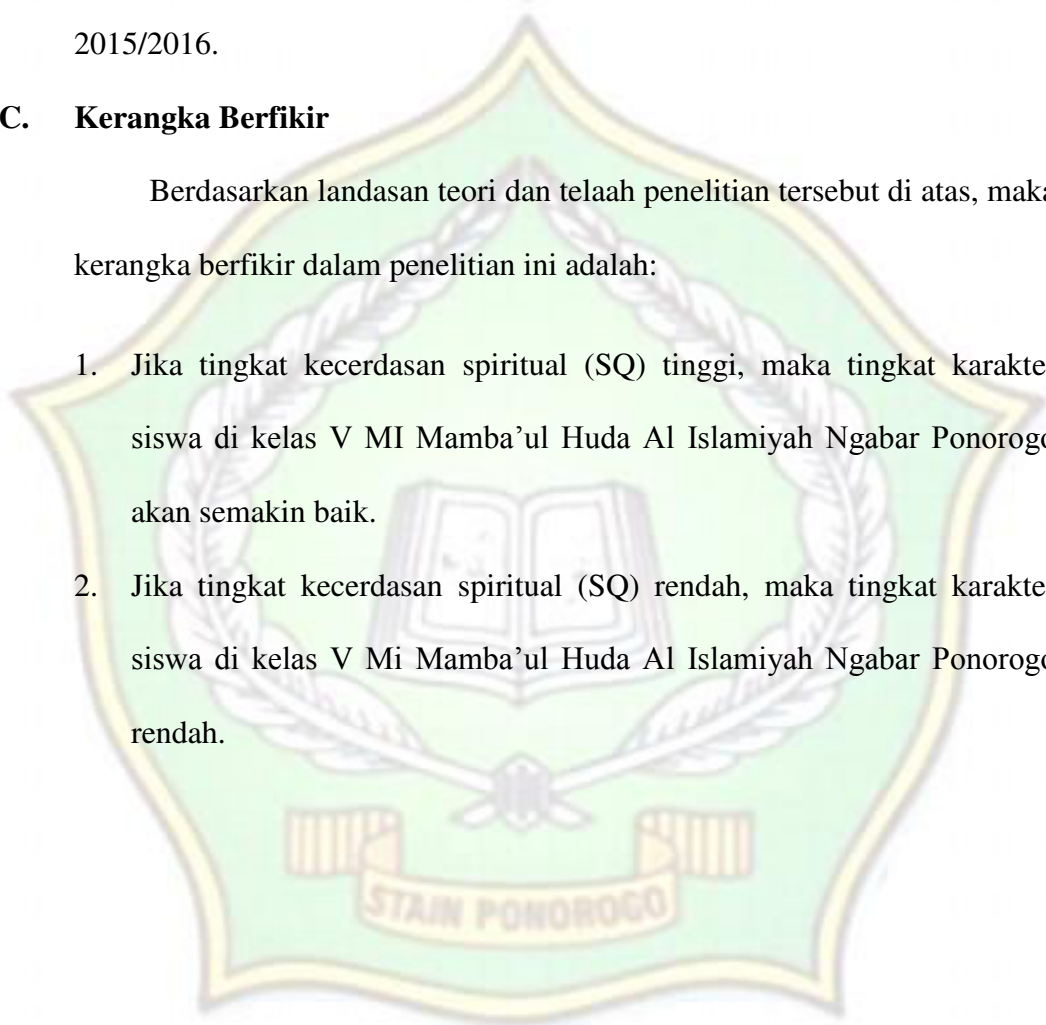 2015/2016.
C. Kerangka Berfikir
Berdasarkan landasan teori dan telaah penelitian tersebut di atas, maka
kerangka berfikir dalam penelitian ini adalah:
1. Jika tingkat kecerdasan spiritual (SQ) tinggi, maka tingkat karakte
siswa di kelas V MI Mamba’ul Huda Al Islamiyah Ngabar Ponorogo
akan semakin baik.
2. Jika tingkat kecerdasan spiritual (SQ) rendah, maka tingkat karakte
siswa di kelas V Mi Mamba’ul Huda Al Islamiyah Ngabar Ponorogo
rendah.
STAIN PONOROGO